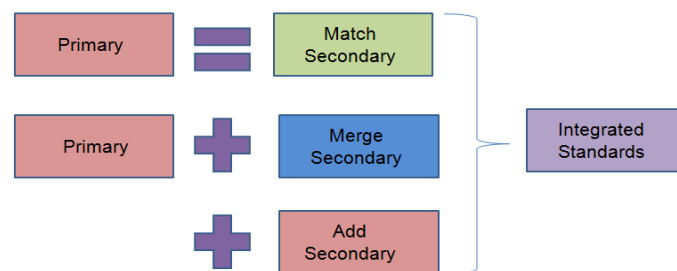 Primary
Match
Secondary
Primary
Merge
Secondary
Integrated
Standards
Add
Secondary